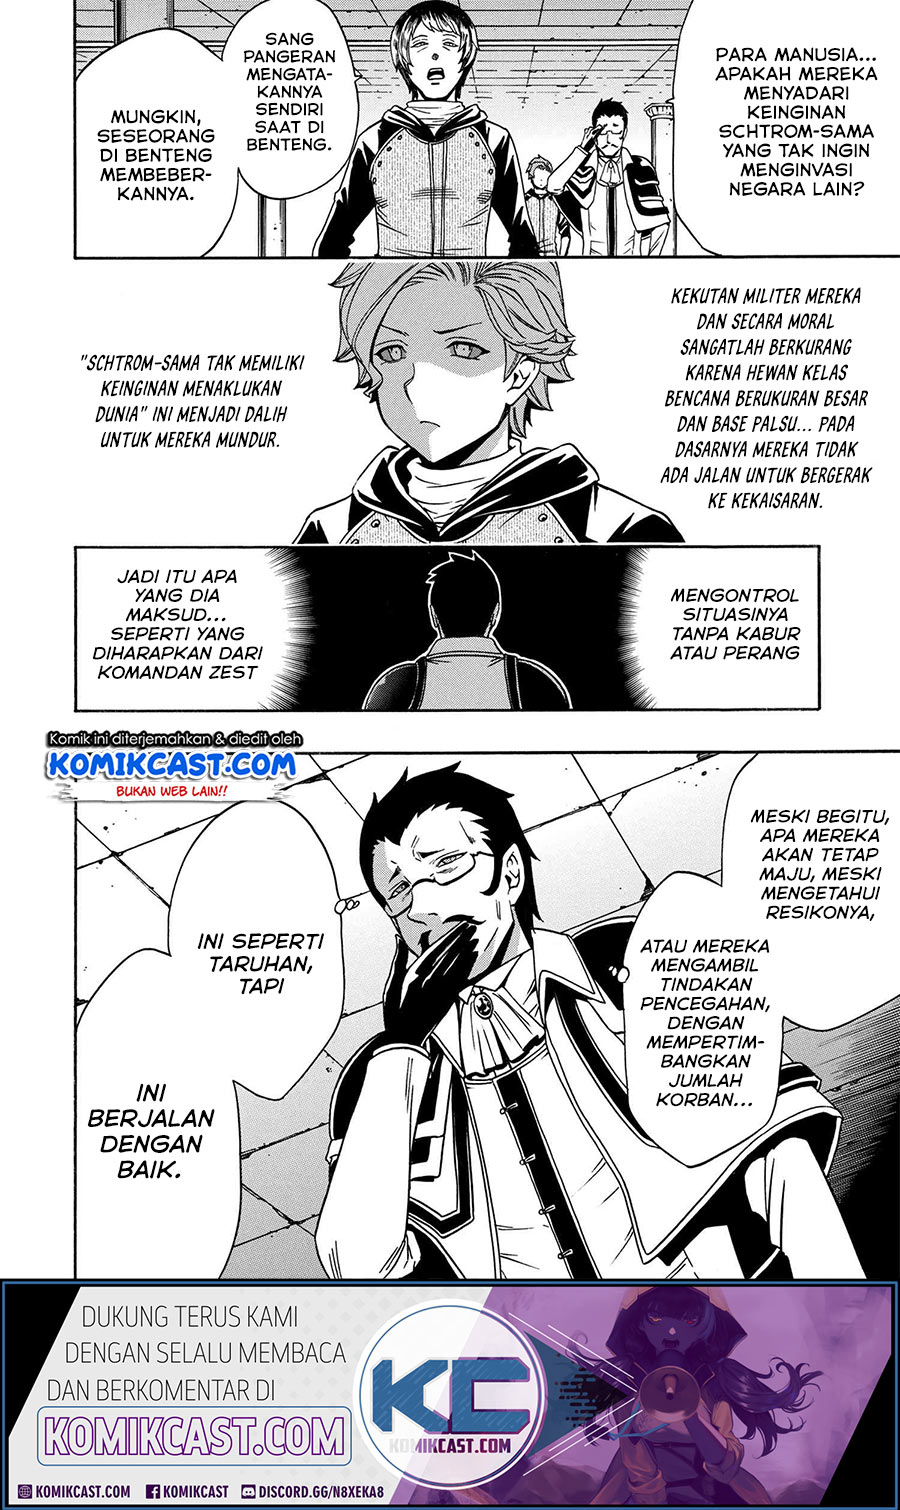 PARA MANUSIA...
APAKAH MEREKA
MENYADARI
KEINGINAN
SCHTROM-SAMA
YANG TAK INGIN
MENGINVASI
NEGARA LAIN?
SANG
PANGERAN
MENGATA-
KANNYA
SENDIRI
SAAT DI
BENTENG.
MUNGKIN,
SESEORANG
DI BENTENG
MEMBEBER-
KANNYA.
KEKUTAN MILITER MEREKA
DAN SECARA MORAL
SANGATLAH BERKURANG
KARENA HEWAN KELAS
BENCANA BERUKURAN BESAR
DAN BASE PALSU... PADA
DASARNYA MEREKA TIDAK
ADA JALAN UNTUK BERGERAK
KE KEKAISARAN.
"SCHTROM-SAMA TAK MEMILIKI
KEINGINAN MENAKLUKAN
DUNIA" INI MENJADI DALIH
UNTUK MEREKA MUNDUR.
MENGONTROL
SITUASINYA
TANPA KABUR
ATAU PERANG
JADI ITU APA
YANG DIA
MAKSUD...
SEPERTI YANG
DIHARAPKAN DARI
KOMANDAN ZEST
Komik ini diterjemahkan & diedit oleh
KOMIKCAST.COM
BUKAN WEB LAIN!!
MESKI BEGITU,
APA MEREKA
AKAN TETAP
MAJU, MESKI
MENGETAHUI
RESIKONYA,
ATAU MEREKA
MENGAMBIL
TINDAKAN
PENCEGAHAN,
DENGAN
MEMPERTIM-
BANGKAN
JUMLAH
KORBAN...
INI SEPERTI
TARUHAN,
TAPI
INI
BERJALAN
DENGAN
BAIK.
DUKUNG TERUS KAMI
DENGAN SELALU MEMBACA
DAN BERKOMENTAR DI
KOMIKCAST.COM
KC
KOMIKCAST.COM
KOMIKCAST.COM KOMIKCAST DISCORD.GG/N8XEKA8